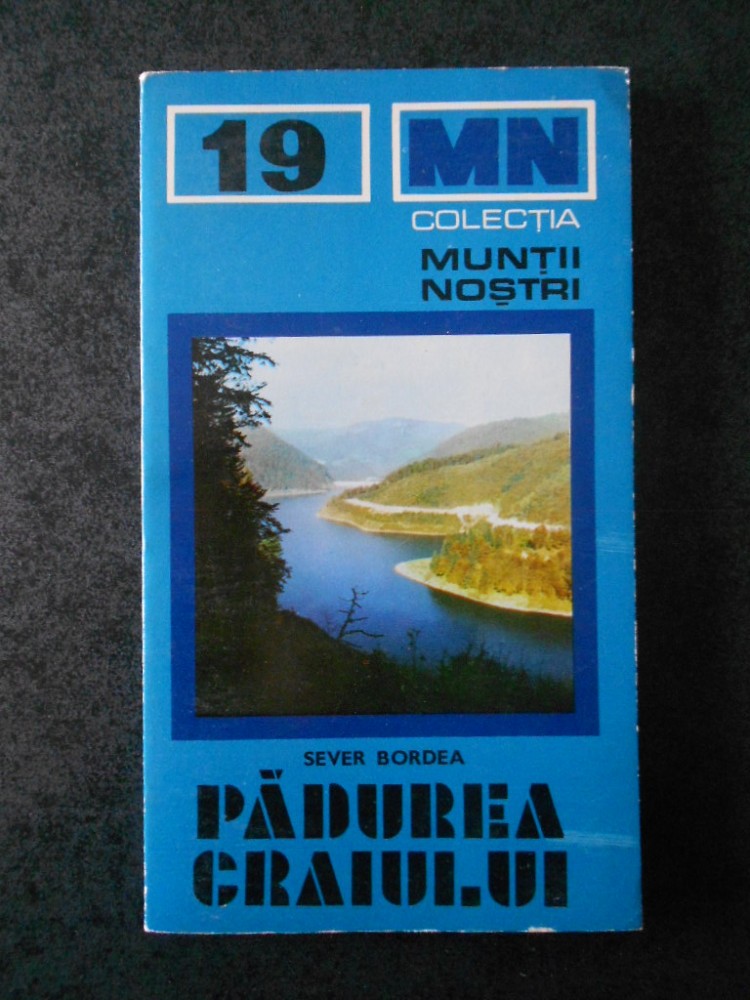 19
MN
COLECȚIA
MUNȚII
NOȘTRI
SEVER BORDEA
PĂDUREA
CRAIULUI